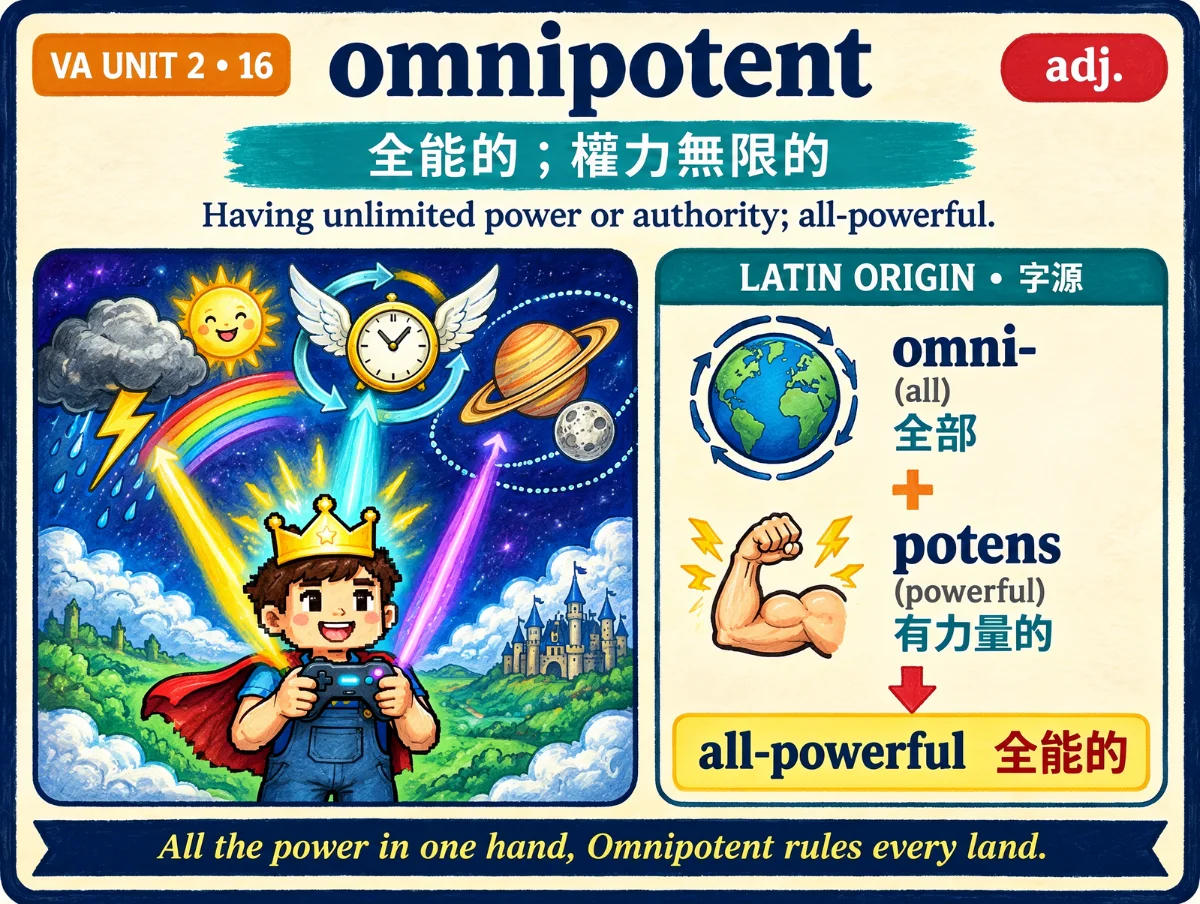 VA UNIT 2 • 16
omnipotent
adj.
全能的；權力無限的
Having unlimited power or authority; all-powerful.
LATIN ORIGIN • 字源
omni-
(all)
全部
+
potens
(powerful)
有力量的
all-powerful 全能的
All the power in one hand, Omnipotent rules every land.